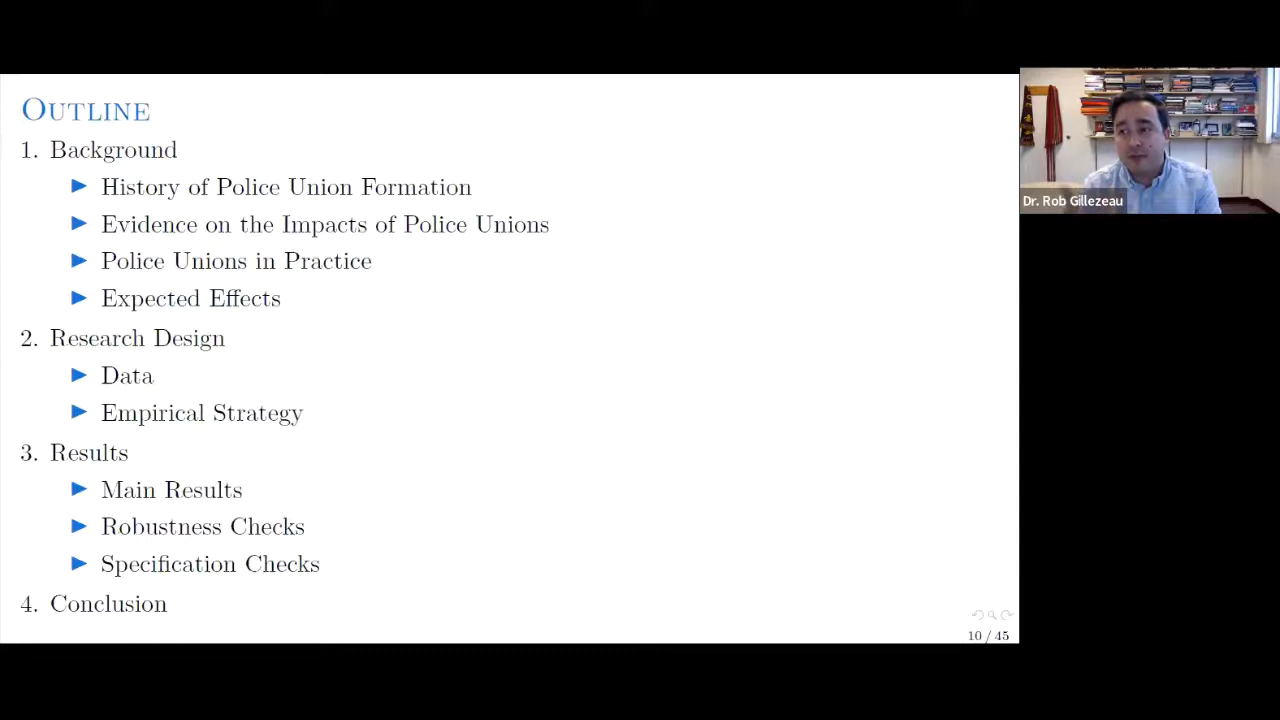 OUTLINE
1. Background
▶ History of Police Union Formation
▶ Evidence on the Impacts of Police Unions
▶ Police Unions in Practice
▶ Expected Effects
2. Research Design
▶ Data
▶ Empirical Strategy
3. Results
▶ Main Results
▶ Robustness Checks
▶ Specification Checks
4. Conclusion
10 / 45
Dr. Rob Gillezeau